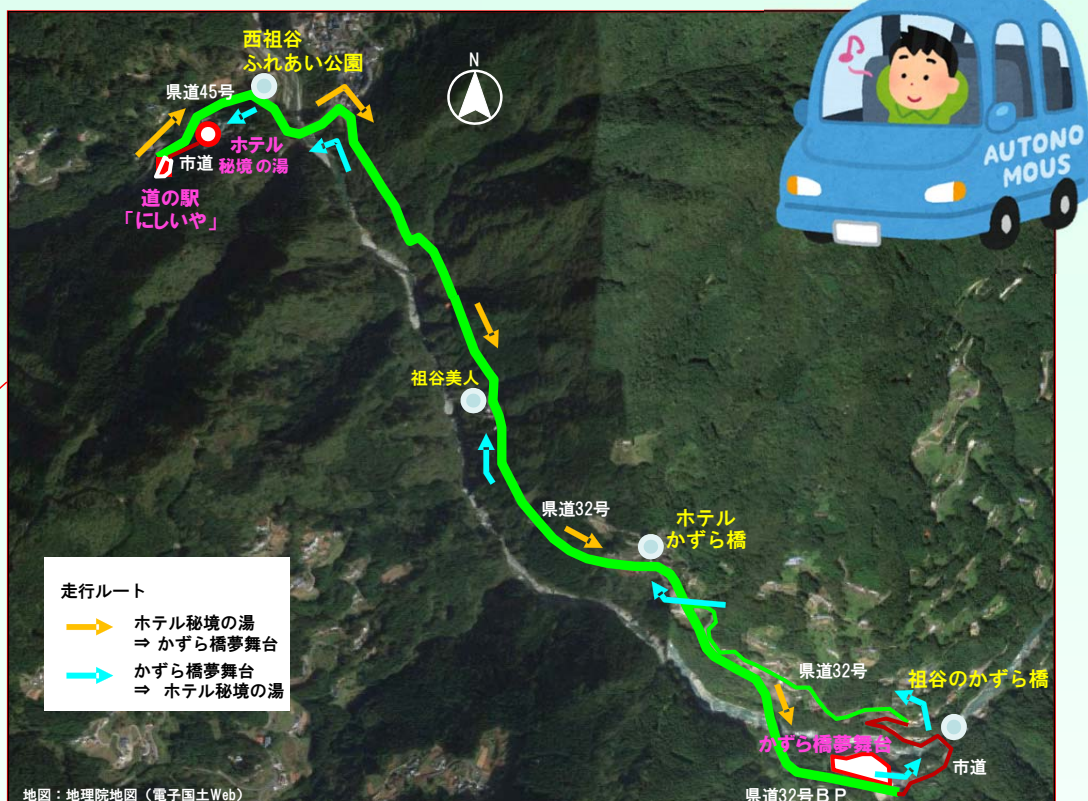 西祖谷
ふれあい公園
N
県道45号
AUTONO
MOUS
市道
ホテル
秘境の湯
道の駅
「にしいや」
祖谷美人
県道32号
ホテル
かずら橋
走行ルート
ホテル秘境の湯
⇒ かずら橋夢舞台
かずら橋夢舞台
⇒ ホテル秘境の湯
県道32号
祖谷のかずら橋
かずら橋夢舞台
市道
県道32号BP
地図：地理院地図（電子国土Web）